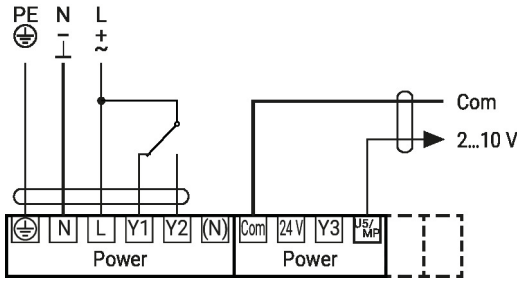 PE N L
– +
~
Com
2...10 V
N L Y1 Y2 (N) Com 24 V Y3 U5/
MP
Power Power